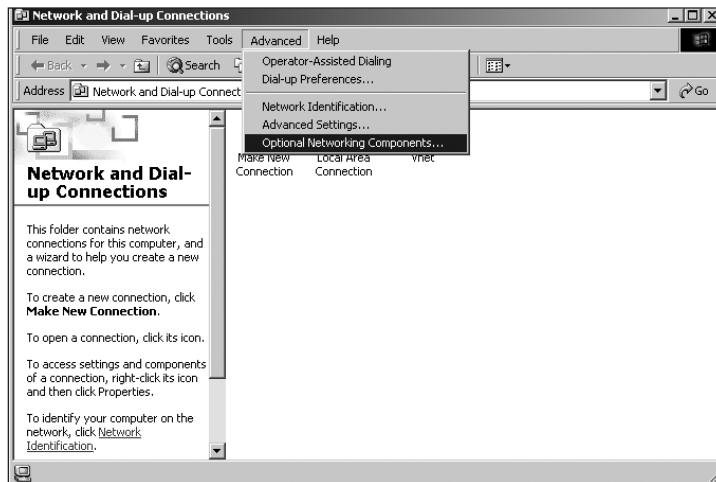 Network and Dial-up Connections
File Edit View Favorites Tools Advanced Help
Back Search
Operator-Assisted Dialing
Dial-up Preferences...
Network Identification...
Advanced Settings...
Optional Networking Components...
Address Network and Dial-up Connect Go
Make New Connection
Local Area Connection
Vnet
Network and Dial-
up Connections
This folder contains network
connections for this computer, and
a wizard to help you create a new
connection.
To create a new connection, click
Make New Connection.
To open a connection, click its icon.
To access settings and components
of a connection, right-click its icon
and then click Properties.
To identify your computer on the
network, click Network
Identification.